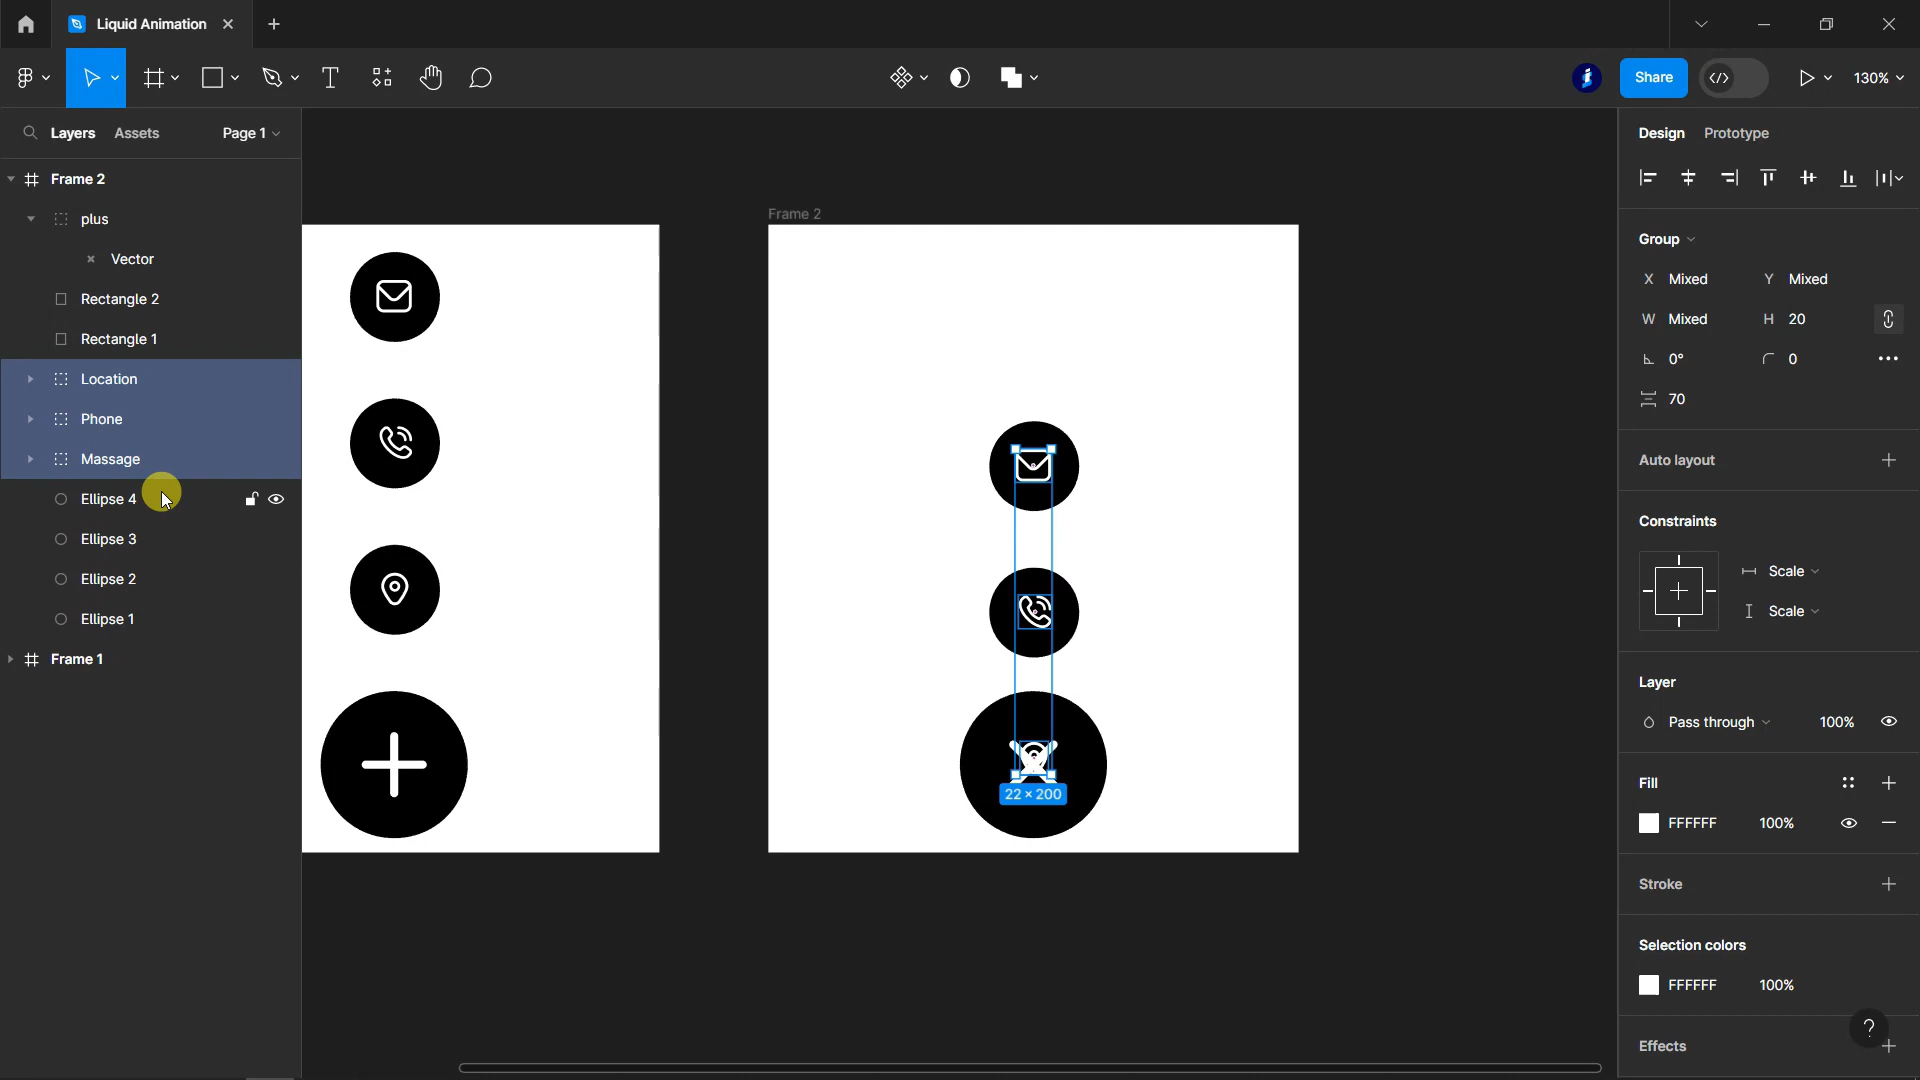 Liquid Animation
Share
130%
Layers
Assets
Page 1
Design
Prototype
Frame 2
plus
Vector
Rectangle 2
Rectangle 1
Location
Phone
Massage
Ellipse 4
Ellipse 3
Ellipse 2
Ellipse 1
Frame 1
Frame 2
22 × 200
Group
X Mixed
Y Mixed
W Mixed
H 20
0°
0
70
Auto layout
Constraints
Scale
Scale
Layer
Pass through
100%
Fill
FFFFFF
100%
Stroke
Selection colors
FFFFFF
100%
Effects
?